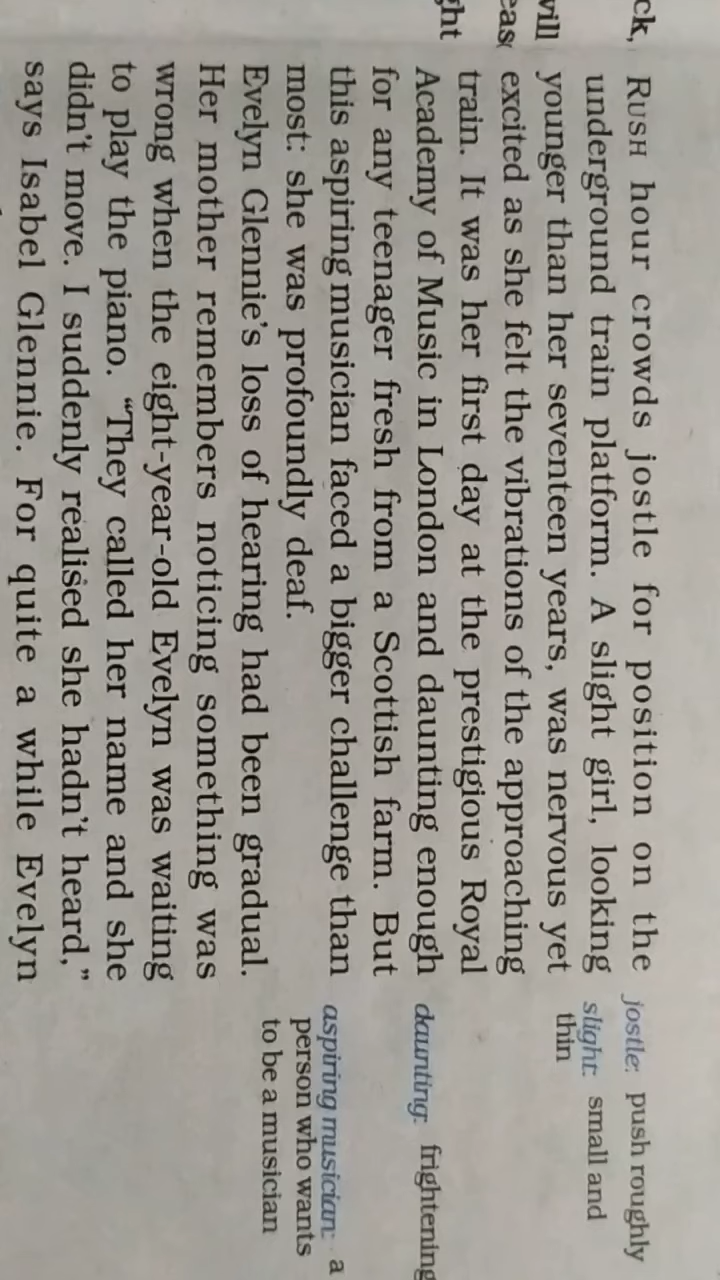 ck,
will
eas
ght
RUSH hour crowds jostle for position on the
underground train platform. A slight girl, looking
younger than her seventeen years, was nervous yet
excited as she felt the vibrations of the approaching
train. It was her first day at the prestigious Royal
Academy of Music in London and daunting enough
for any teenager fresh from a Scottish farm. But
this aspiring musician faced a bigger challenge than
most: she was profoundly deaf.
Evelyn Glennie’s loss of hearing had been gradual.
Her mother remembers noticing something was
wrong when the eight-year-old Evelyn was waiting
to play the piano. “They called her name and she
didn’t move. I suddenly realised she hadn’t heard,”
says Isabel Glennie. For quite a while Evelyn
jostle: push roughly
slight: small and
thin
daunting: frightening
aspiring musician: a
person who wants
to be a musician